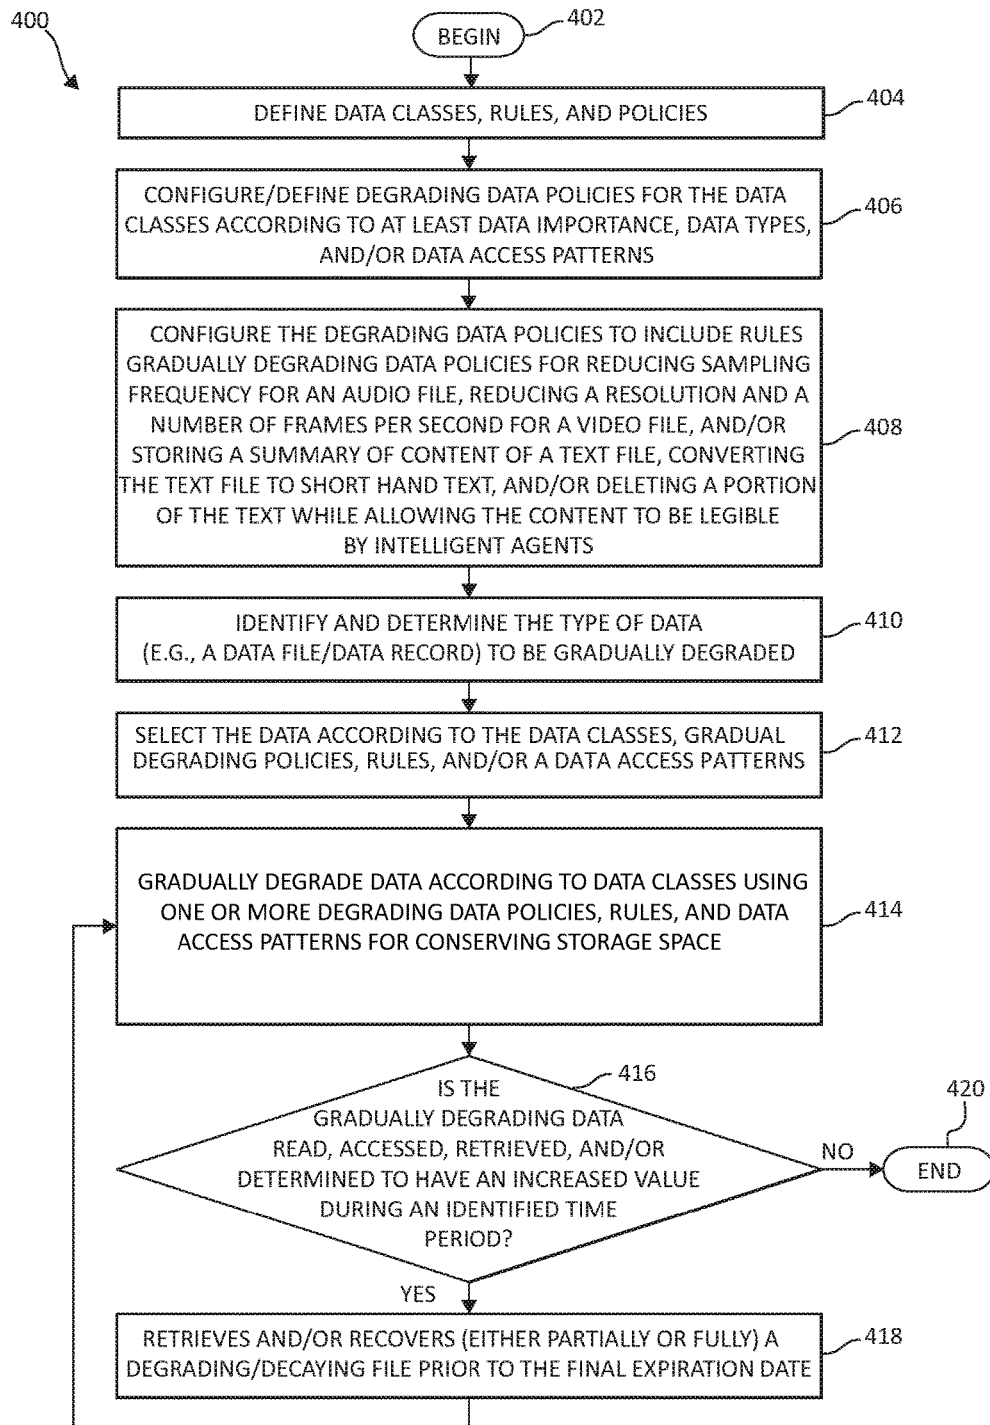 400
BEGIN
402
DEFINE DATA CLASSES, RULES, AND POLICIES
404
CONFIGURE/DEFINE DEGRADING DATA POLICIES FOR THE DATA
CLASSES ACCORDING TO AT LEAST DATA IMPORTANCE, DATA TYPES,
AND/OR DATA ACCESS PATTERNS
406
CONFIGURE THE DEGRADING DATA POLICIES TO INCLUDE RULES
GRADUALLY DEGRADING DATA POLICIES FOR REDUCING SAMPLING
FREQUENCY FOR AN AUDIO FILE, REDUCING A RESOLUTION AND A
NUMBER OF FRAMES PER SECOND FOR A VIDEO FILE, AND/OR
STORING A SUMMARY OF CONTENT OF A TEXT FILE, CONVERTING
THE TEXT FILE TO SHORT HAND TEXT, AND/OR DELETING A PORTION
OF THE TEXT WHILE ALLOWING THE CONTENT TO BE LEGIBLE
BY INTELLIGENT AGENTS
408
IDENTIFY AND DETERMINE THE TYPE OF DATA
(E.G., A DATA FILE/DATA RECORD) TO BE GRADUALLY DEGRADED
410
SELECT THE DATA ACCORDING TO THE DATA CLASSES, GRADUAL
DEGRADING POLICIES, RULES, AND/OR A DATA ACCESS PATTERNS
412
GRADUALLY DEGRADE DATA ACCORDING TO DATA CLASSES USING
ONE OR MORE DEGRADING DATA POLICIES, RULES, AND DATA
ACCESS PATTERNS FOR CONSERVING STORAGE SPACE
414
IS THE
GRADUALLY DEGRADING DATA
READ, ACCESSED, RETRIEVED, AND/OR
DETERMINED TO HAVE AN INCREASED VALUE
DURING AN IDENTIFIED TIME
PERIOD?
416
NO
420
END
YES
RETRIEVES AND/OR RECOVERS (EITHER PARTIALLY OR FULLY) A
DEGRADING/DECAYING FILE PRIOR TO THE FINAL EXPIRATION DATE
418